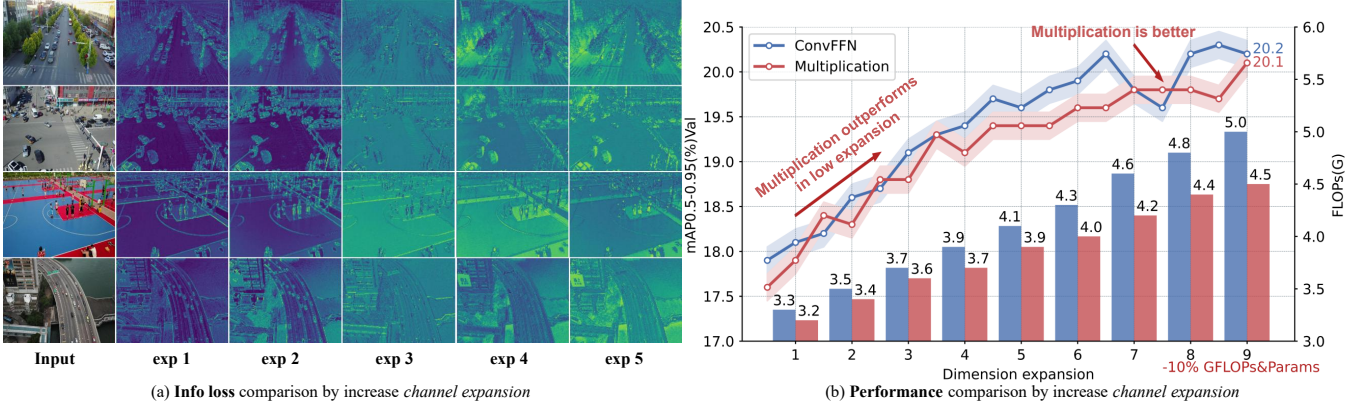 Input exp 1 exp 2 exp 3 exp 4 exp 5
(a) Info loss comparison by increase channel expansion
20.5
20.0
19.5
19.0
18.5
18.0
17.5
17.0
mAP0.5-0.95(%)Val
ConvFFN
Multiplication
Multiplication outperforms
in low expansion
Multiplication is better
20.2
20.1
3.3 3.2 3.5 3.4 3.7 3.6 3.9 3.7 4.1 3.9 4.3 4.0 4.6 4.2 4.8 4.4 5.0 4.5
6.0
5.5
5.0
4.5
4.0
3.5
3.0
FLOPs(G)
1 2 3 4 5 6 7 8 9
Dimension expansion
-10% GFLOPs&Params
(b) Performance comparison by increase channel expansion